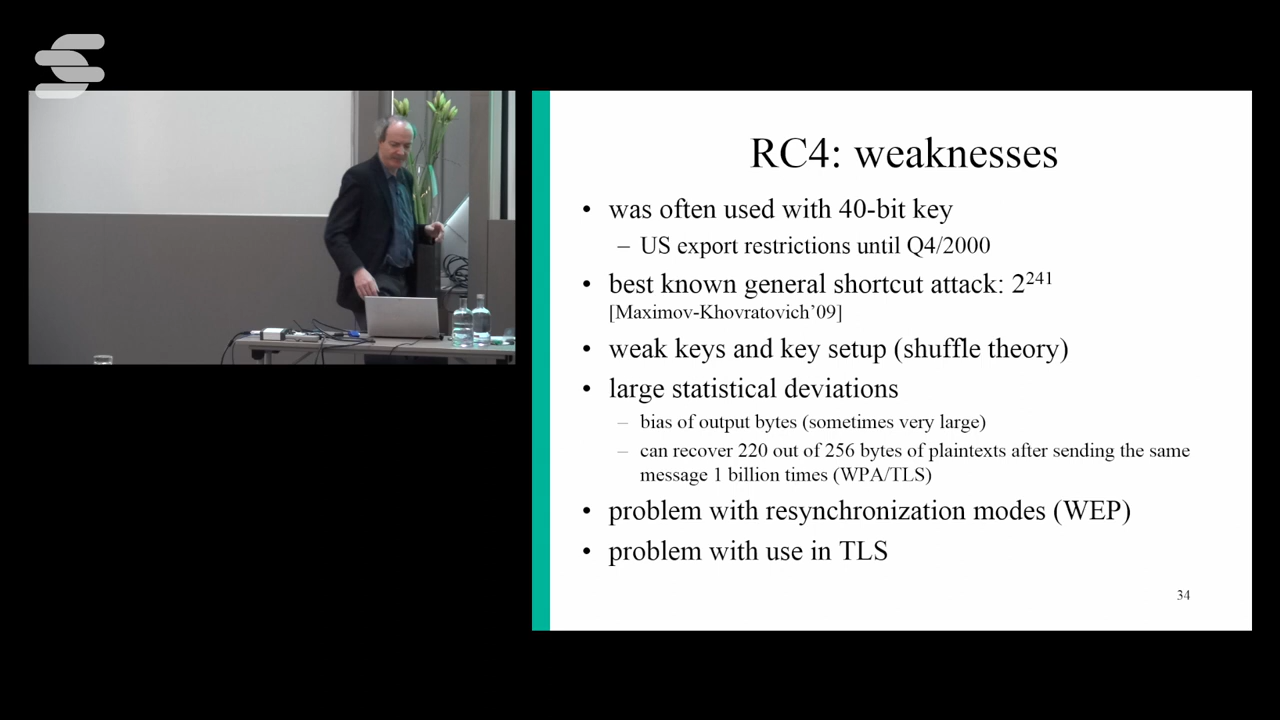 RC4: weaknesses
• was often used with 40-bit key
– US export restrictions until Q4/2000
• best known general shortcut attack: 2²⁴¹
[Maximov-Khovratovich’09]
• weak keys and key setup (shuffle theory)
• large statistical deviations
– bias of output bytes (sometimes very large)
– can recover 220 out of 256 bytes of plaintexts after sending the same
message 1 billion times (WPA/TLS)
• problem with resynchronization modes (WEP)
• problem with use in TLS
34